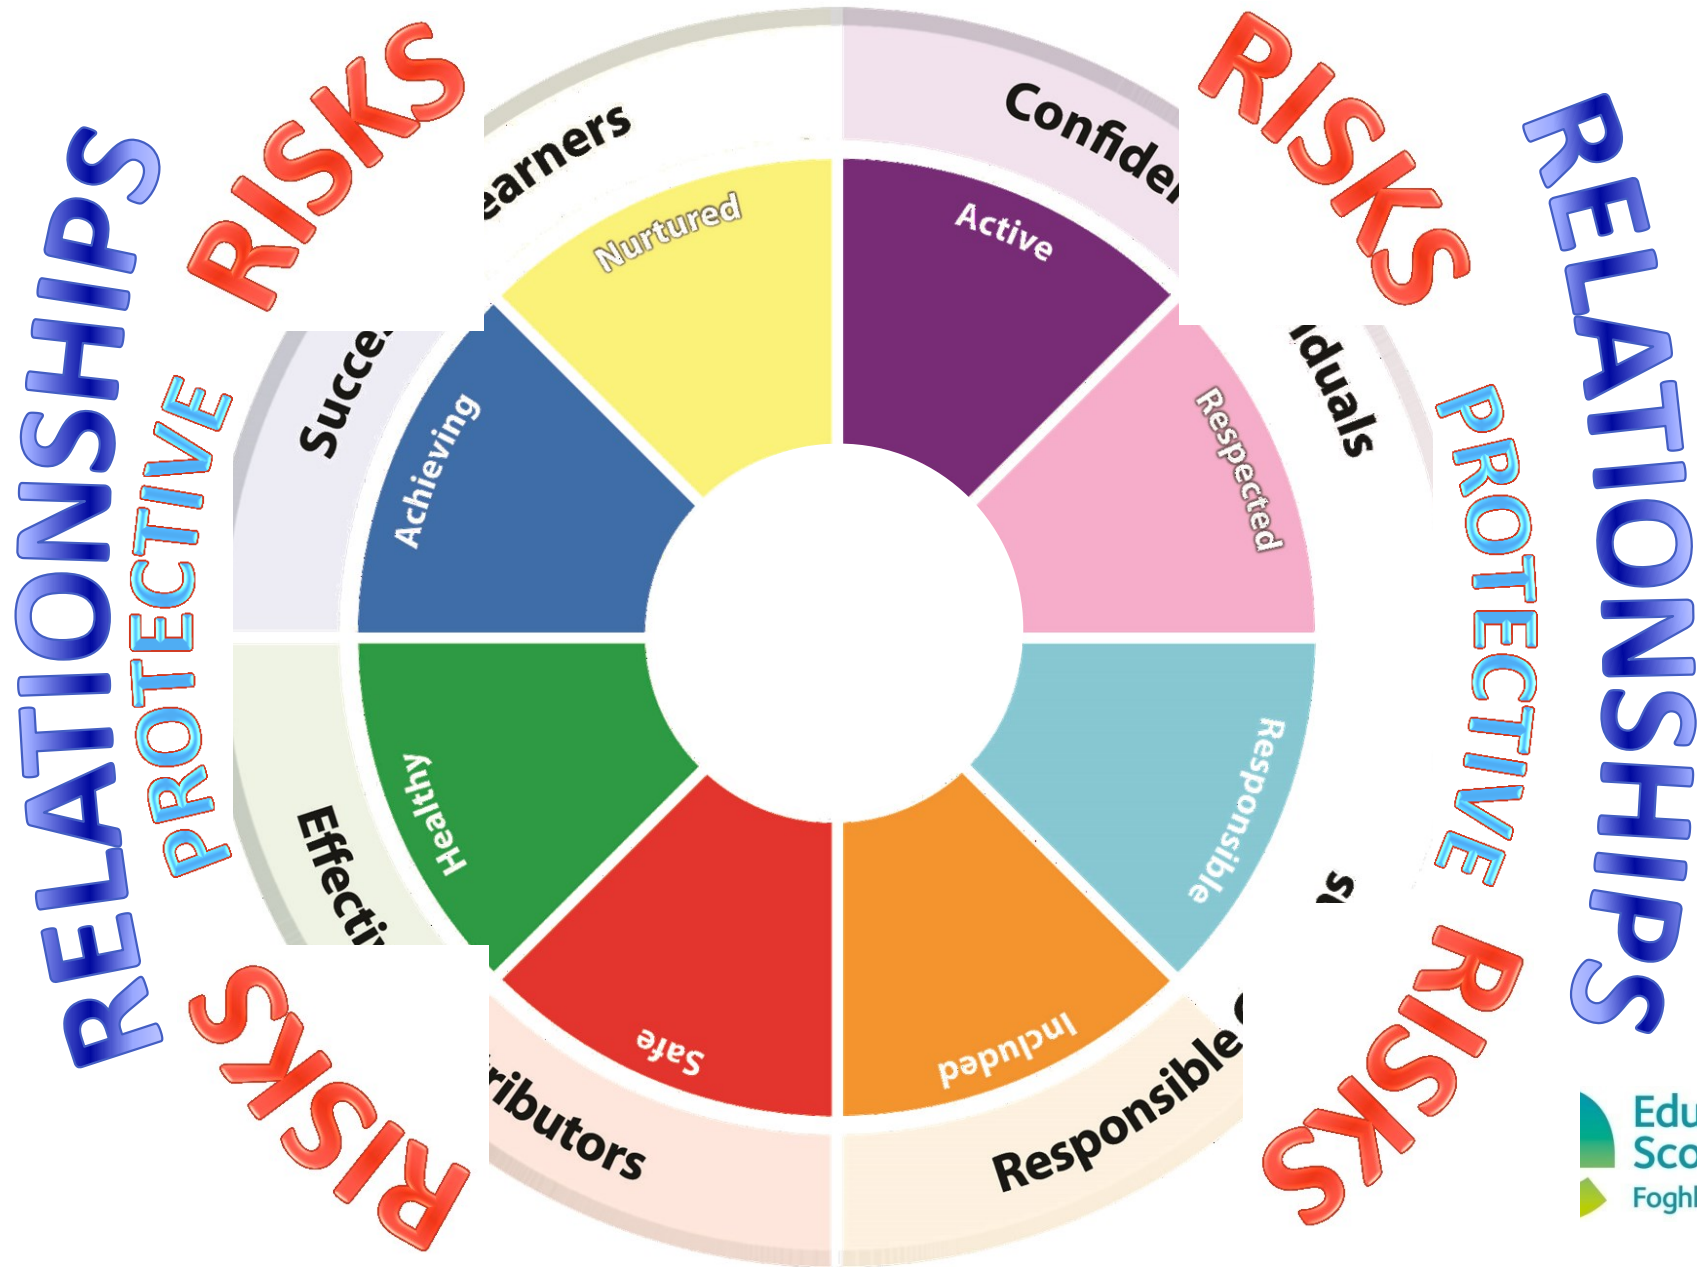 RISKS
RISKS
RELATIONSHIPS
RELATIONSHIPS
PROTECTIVE
PROTECTIVE
earners
Confide
Succe
iduals
Nurtured
Active
Achieving
Respected
Healthy
Responsible
Safe
Included
Effecti
ributors
Responsible
RISKS
RISKS
Edu
Sco
Foghl